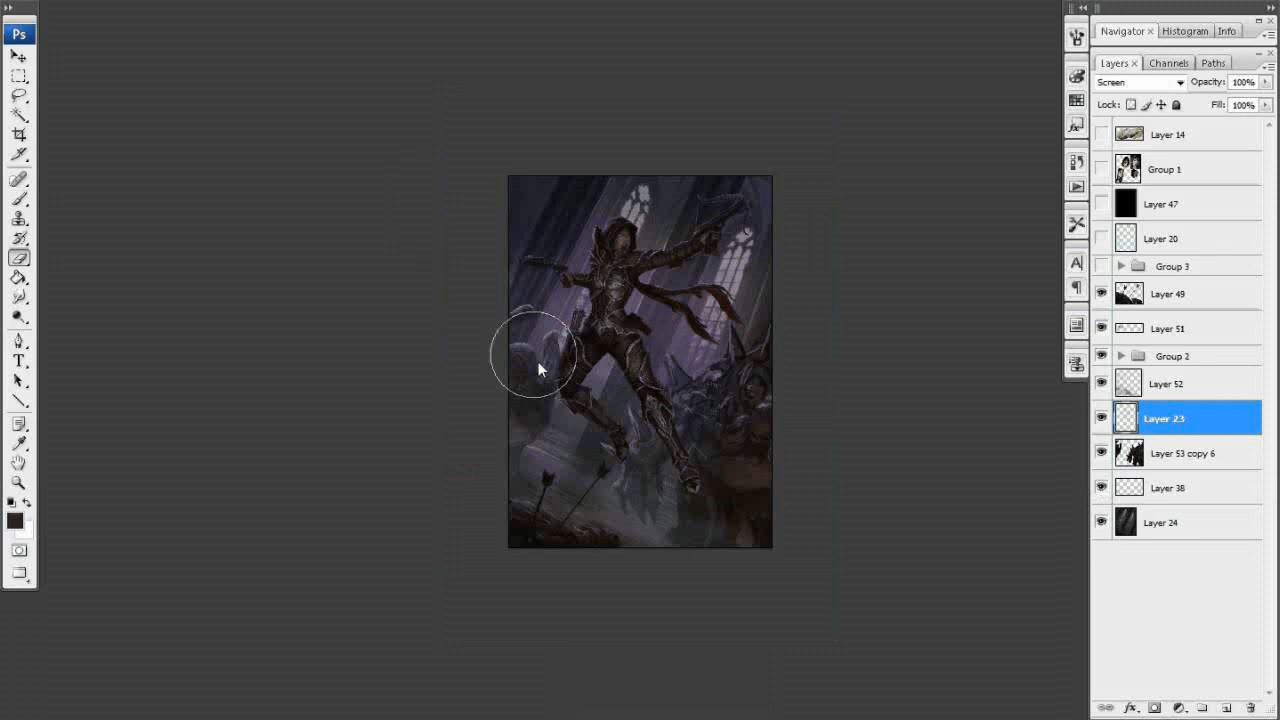 Ps
Navigator × Histogram Info
Layers × Channels Paths
Screen Opacity: 100%
Lock: Fill: 100%
Layer 14
Group 1
Layer 47
Layer 20
Group 3
Layer 49
Layer 51
Group 2
Layer 52
Layer 23
Layer 53 copy 6
Layer 38
Layer 24
T
A
fx